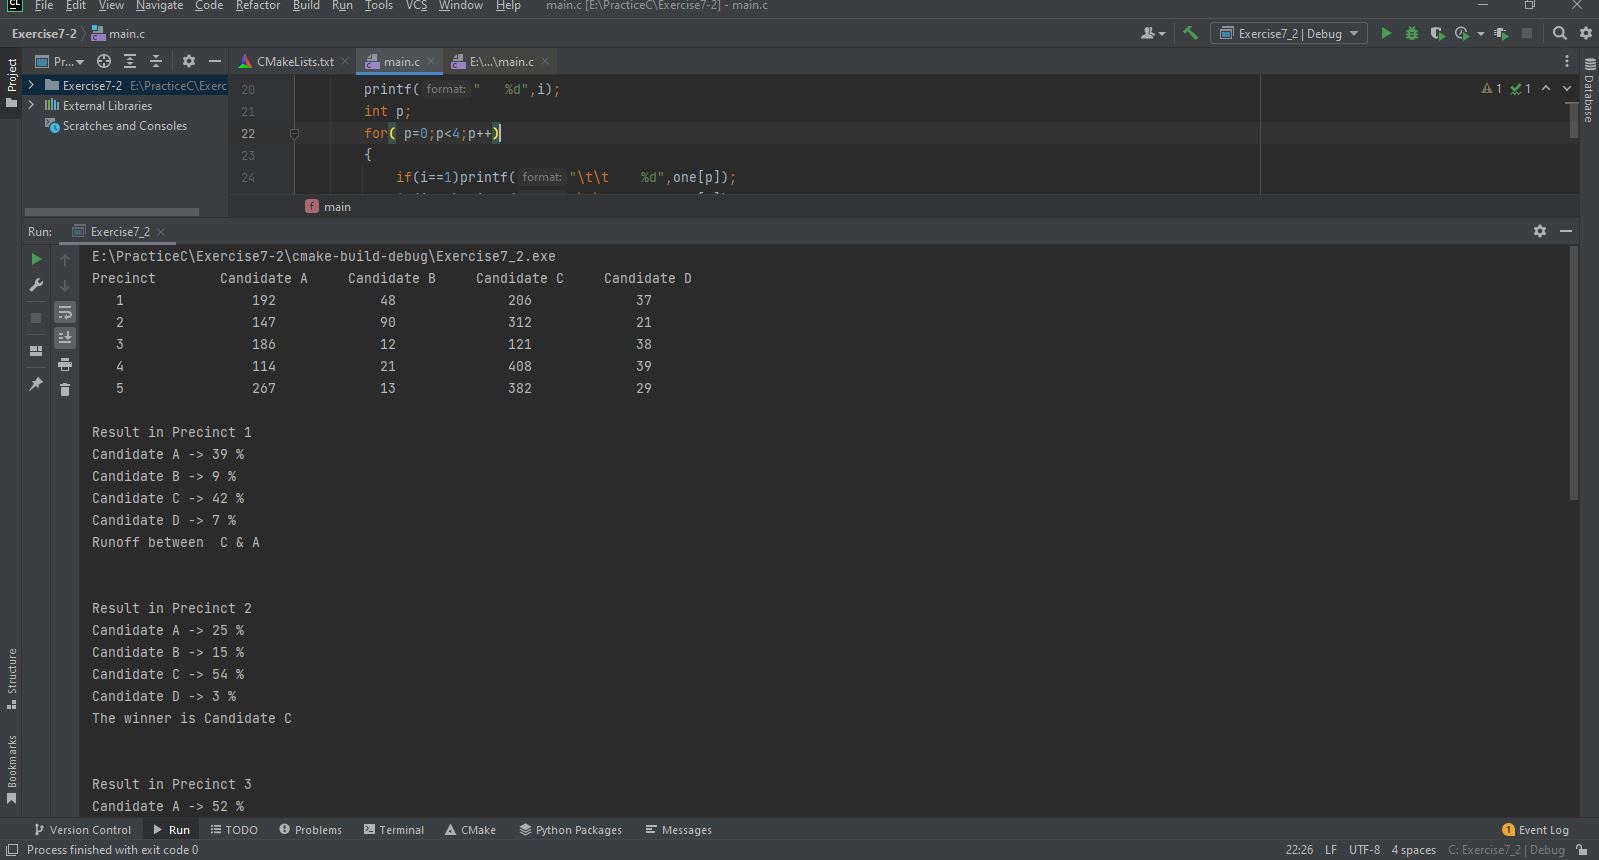 CL File Edit View Navigate Code Refactor Build Run Tools VCS Window Help main.c [E:\PracticeC\Exercise7-2] - main.c
Exercise7-2 main.c Exercise7_2 | Debug
Project Pr... CMakeLists.txt main.c E:\...\main.c
Exercise7-2 E:\PracticeC\Exerc
External Libraries
Scratches and Consoles
20 printf( format: "   %d",i);
21 int p;
22 for( p=0;p<4;p++)
23 {
24 if(i==1)printf( format: "\t\t    %d",one[p]);
1 1
Database
f main
Run: Exercise7_2
E:\PracticeC\Exercise7-2\cmake-build-debug\Exercise7_2.exe
Precinct Candidate A Candidate B Candidate C Candidate D
1 192 48 206 37
2 147 90 312 21
3 186 12 121 38
4 114 21 408 39
5 267 13 382 29
Result in Precinct 1
Candidate A -> 39 %
Candidate B -> 9 %
Candidate C -> 42 %
Candidate D -> 7 %
Runoff between  C & A
Result in Precinct 2
Candidate A -> 25 %
Candidate B -> 15 %
Candidate C -> 54 %
Candidate D -> 3 %
The winner is Candidate C
Result in Precinct 3
Candidate A -> 52 %
Structure
Bookmarks
Version Control Run TODO Problems Terminal CMake Python Packages Messages 1 Event Log
Process finished with exit code 0 22:26 LF UTF-8 4 spaces C: Exercise7_2 | Debug